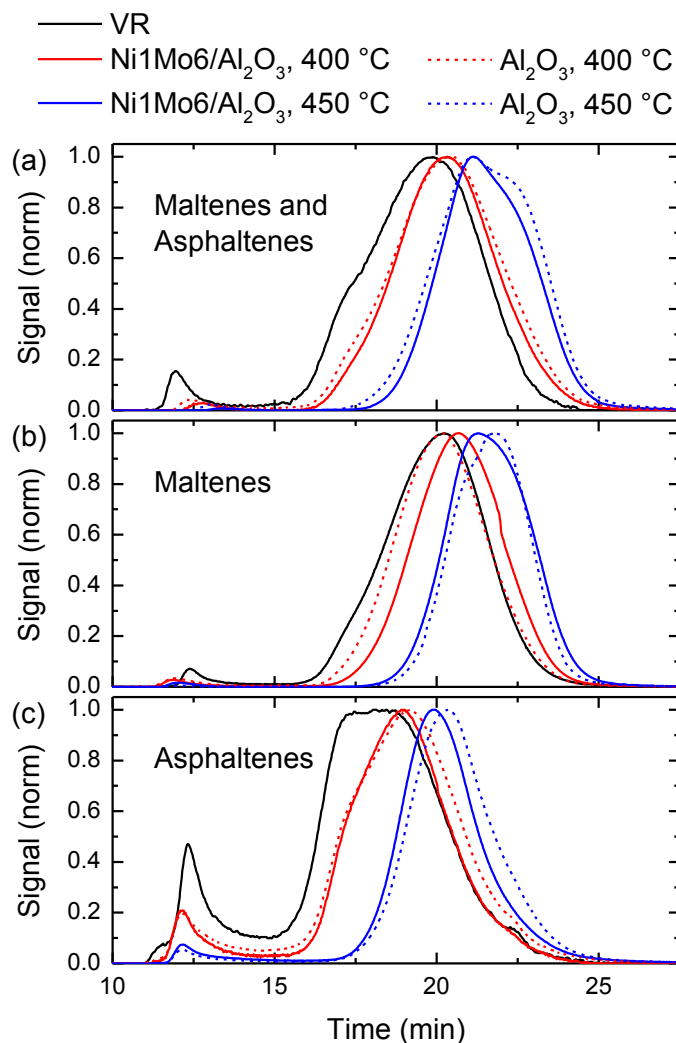 VR
Ni1Mo6/Al₂O₃, 400 °C Al₂O₃, 400 °C
Ni1Mo6/Al₂O₃, 450 °C Al₂O₃, 450 °C
(a)
1.0
0.8
0.6
0.4
0.2
0.0
Signal (norm)
Maltenes and
Asphaltenes
(b)
1.0
0.8
0.6
0.4
0.2
0.0
Signal (norm)
Maltenes
(c)
1.0
0.8
0.6
0.4
0.2
0.0
Signal (norm)
Asphaltenes
10 15 20 25
Time (min)